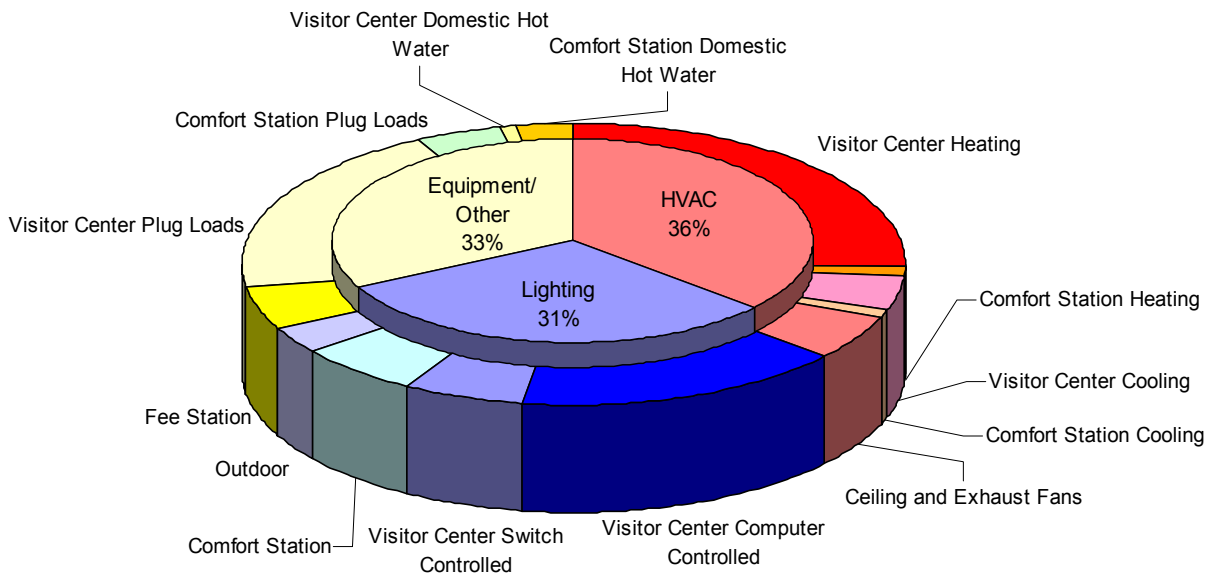 Visitor Center Domestic Hot
Water
Comfort Station Domestic
Hot Water
Comfort Station Plug Loads
Visitor Center Heating
Equipment/
Other
33%
HVAC
36%
Visitor Center Plug Loads
Lighting
31%
Comfort Station Heating
Visitor Center Cooling
Fee Station
Comfort Station Cooling
Outdoor
Ceiling and Exhaust Fans
Comfort Station
Visitor Center Switch
Controlled
Visitor Center Computer
Controlled